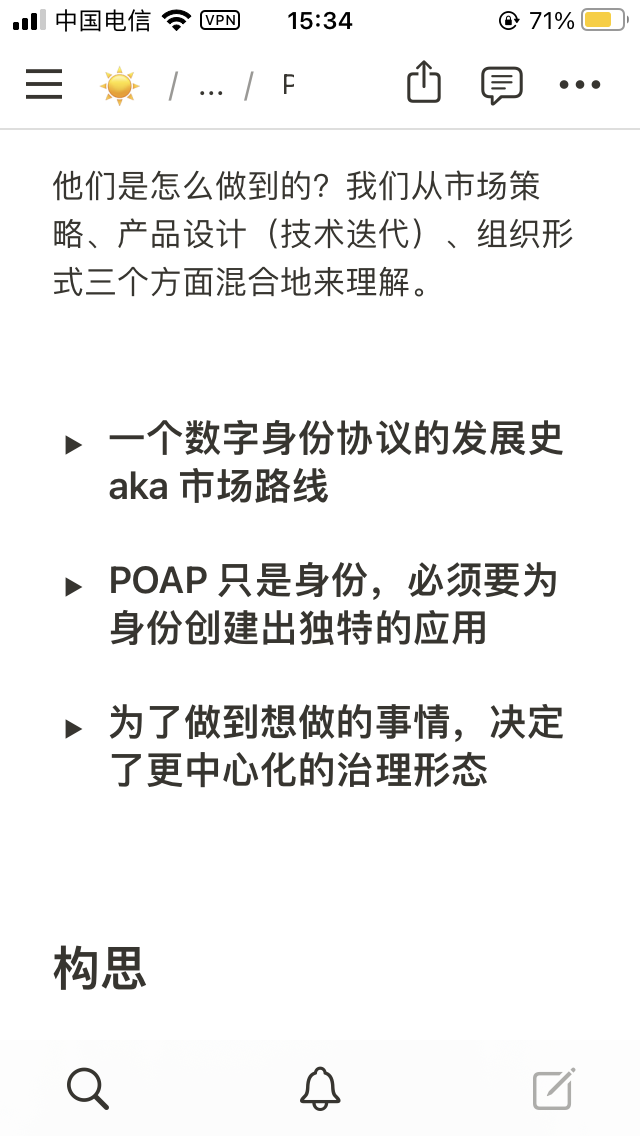 中国电信 VPN 15:34 71%
/ ... / P
他们是怎么做到的？我们从市场策
略、产品设计（技术迭代）、组织形
式三个方面混合地来理解。
一个数字身份协议的发展史
aka 市场路线
POAP 只是身份，必须要为
身份创建出独特的应用
为了做到想做的事情，决定
了更中心化的治理形态
构思